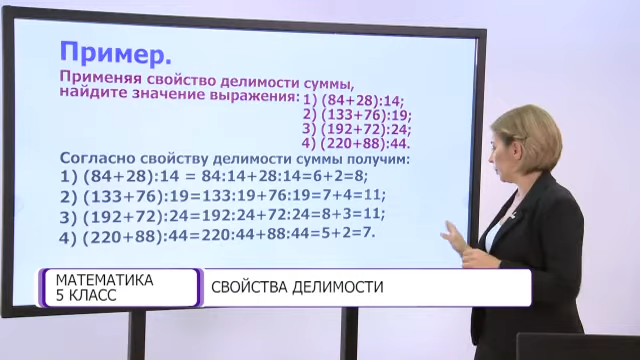 Пример.
Применяя свойство делимости суммы,
найдите значение выражения: 1) (84+28):14;
2) (133+76):19;
3) (192+72):24;
4) (220+88):44.
Согласно свойству делимости суммы получим:
1) (84+28):14 = 84:14+28:14=6+2=8;
2) (133+76):19=133:19+76:19=7+4=11;
3) (192+72):24=192:24+72:24=8+3=11;
4) (220+88):44=220:44+88:44=5+2=7.
МАТЕМАТИКА
5 КЛАСС
СВОЙСТВА ДЕЛИМОСТИ